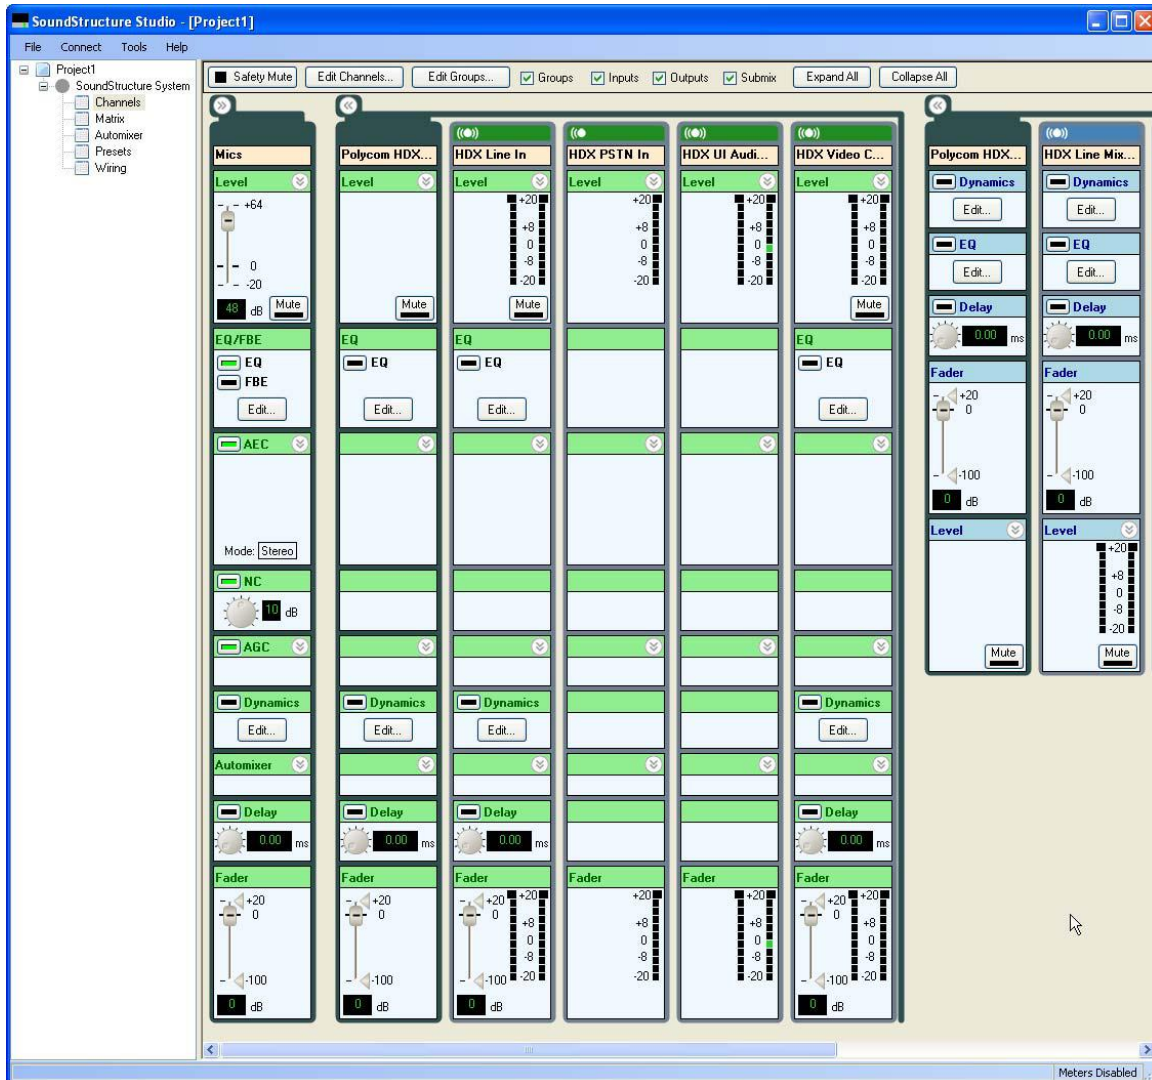 SoundStructure Studio - [Project1]
File Connect Tools Help
Project1
SoundStructure System
Channels
Matrix
Automixer
Presets
Wiring
Safety Mute Edit Channels... Edit Groups... Groups Inputs Outputs Submix Expand All Collapse All
Mics
Level
+64
0
-20
48 dB Mute
EQ/FBE
EQ
FBE
Edit...
AEC
Mode: Stereo
NC
10 dB
AGC
Dynamics
Edit...
Automixer
Delay
0.00 ms
Fader
+20
0
-100
0 dB
Polycom HDX...
Level
Mute
EQ
EQ
Edit...
Dynamics
Edit...
Delay
0.00 ms
Fader
+20
0
-100
0 dB
HDX Line In
Level
+20
+8
0
-8
-20
Mute
EQ
EQ
Edit...
Dynamics
Edit...
Delay
0.00 ms
Fader
+20 +20
0 +8
0
-8
-100 -20
0 dB
HDX PSTN In
Level
+20
+8
0
-8
-20
Fader
+20
+8
0
-8
-20
HDX UI Audi...
Level
+20
+8
0
-8
-20
Fader
+20
+8
0
-8
-20
HDX Video C...
Level
+20
+8
0
-8
-20
Mute
EQ
EQ
Edit...
Dynamics
Edit...
Delay
0.00 ms
Fader
+20 +20
0 +8
0
-8
-100 -20
0 dB
Polycom HDX...
Dynamics
Edit...
EQ
Edit...
Delay
0.00 ms
Fader
+20
0
-100
0 dB
Level
Mute
HDX Line Mix...
Dynamics
Edit...
EQ
Edit...
Delay
0.00 ms
Fader
+20
0
-100
0 dB
Level
+20
+8
0
-8
-20
Mute
Meters Disabled